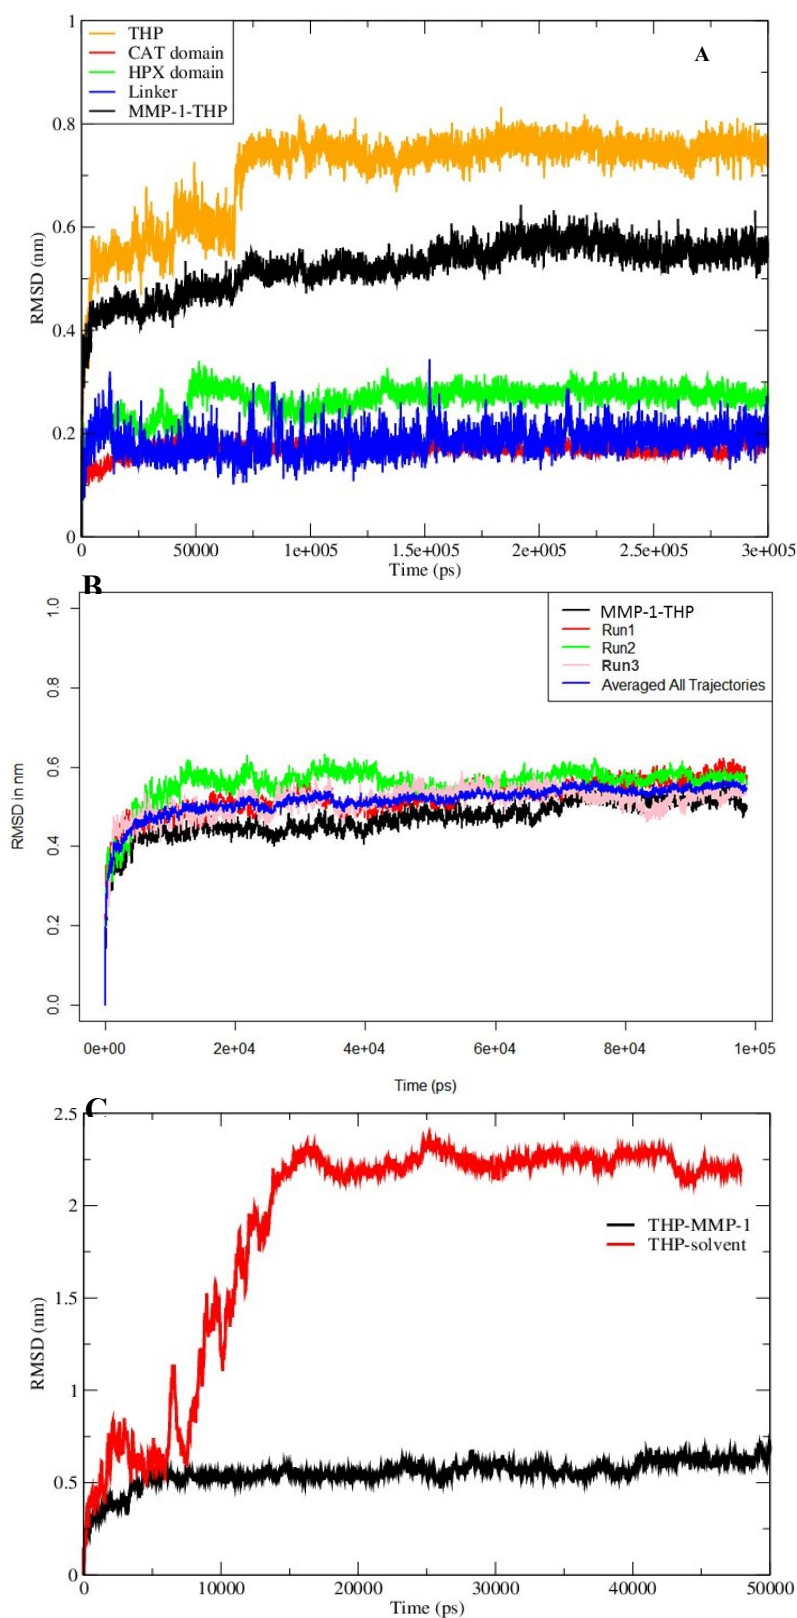 A
THP
CAT domain
HPX domain
Linker
MMP-1-THP
1
0.8
0.6
0.4
0.2
0
RMSD (nm)
0 50000 1e+005 1.5e+005 2e+005 2.5e+005 3e+005
Time (ps)
B
MMP-1-THP
Run1
Run2
Run3
Averaged All Trajectories
1.0
0.8
0.6
0.4
0.2
0.0
RMSD in nm
0e+00 2e+04 4e+04 6e+04 8e+04 1e+05
Time (ps)
C
2.5
2
1.5
1
0.5
0
RMSD (nm)
THP-MMP-1
THP-solvent
0 10000 20000 30000 40000 50000
Time (ps)